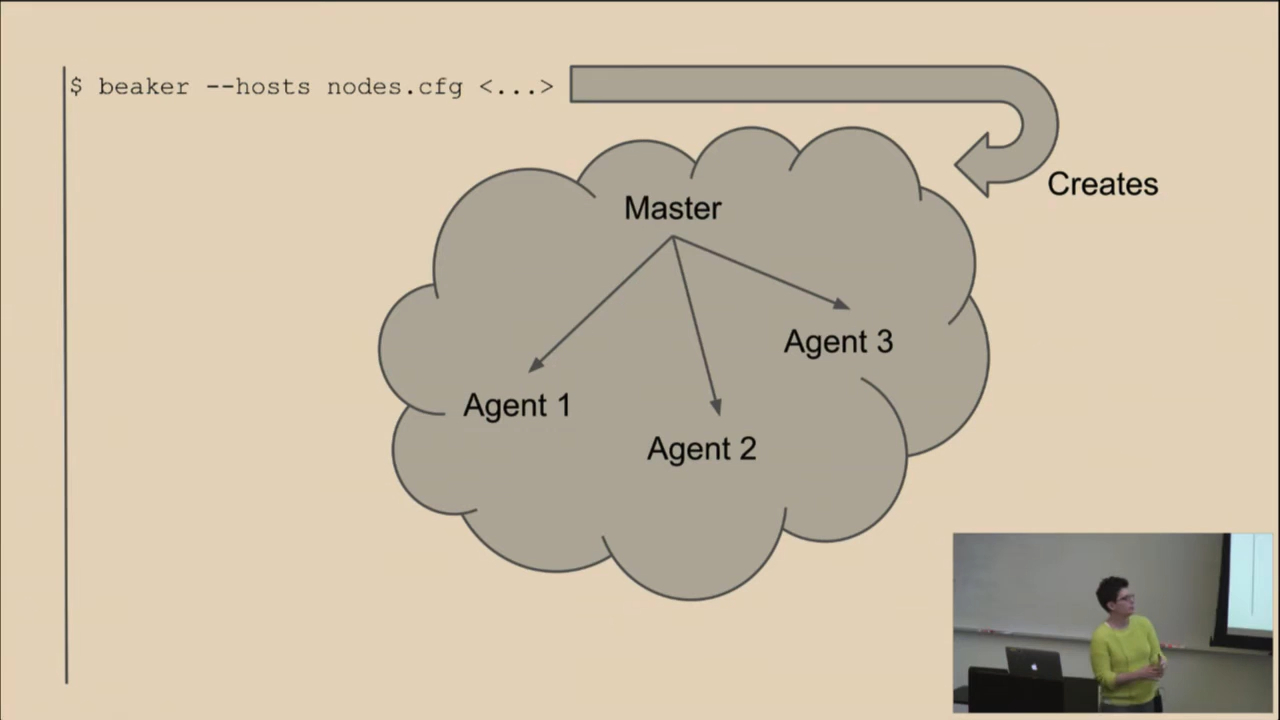 $ beaker --hosts nodes.cfg <...>
Creates
Master
Agent 3
Agent 1
Agent 2